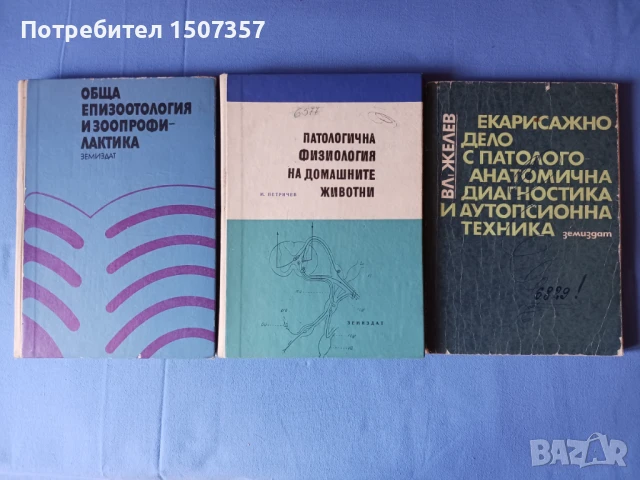 Потребител 1507357
ОБЩА
ЕПИЗООТОЛОГИЯ
И ЗООПРОФИ-
ЛАКТИКА
ЗЕМИЗДАТ
ПАТОЛОГИЧНА
ФИЗИОЛОГИЯ
НА ДОМАШНИТЕ
ЖИВОТНИ
М. ПЕТРИЧЕВ
ЗЕМИЗДАТ
ВЛ. ЖЕЛЕВ
ЕКАРИСАЖНО
ДЕЛО
С ПАТОЛОГО-
АНАТОМИЧНА
ДИАГНОСТИКА
И АУТОПСИОННА
ТЕХНИКА
земиздат
BAZAR